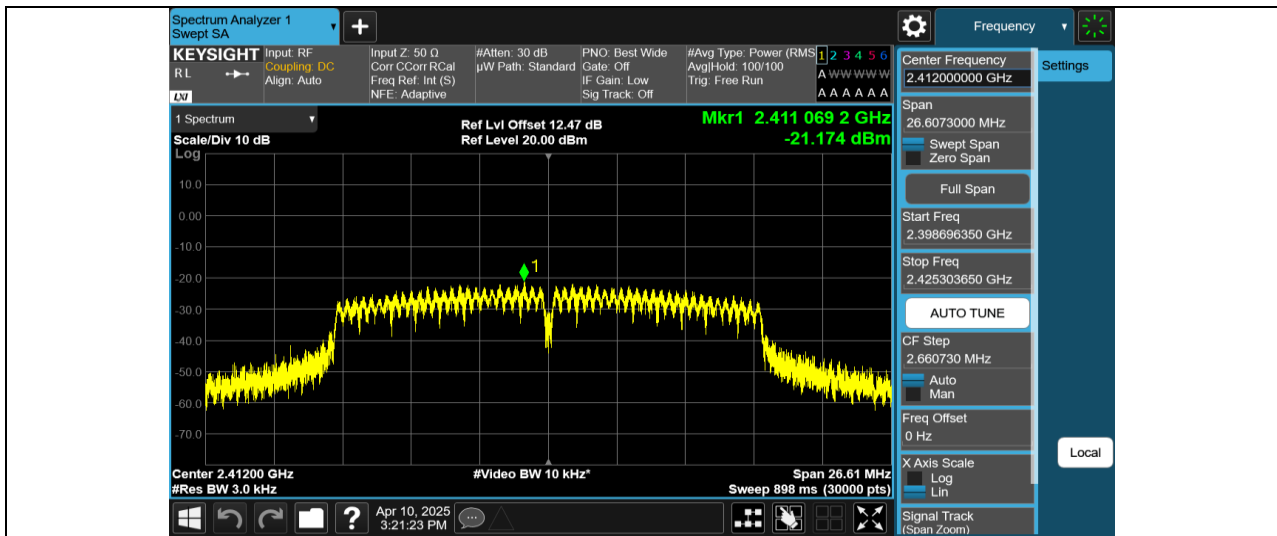 Spectrum Analyzer 1
Swept SA
Frequency
KEYSIGHT
R L
LXI
Input: RF
Coupling: DC
Align: Auto
Input Z: 50 Ω
Corr CCorr RCal
Freq Ref: Int (S)
NFE: Adaptive
#Atten: 30 dB
µW Path: Standard
PNO: Best Wide
Gate: Off
IF Gain: Low
Sig Track: Off
#Avg Type: Power (RMS
Avg|Hold: 100/100
Trig: Free Run
1 2 3 4 5 6
A W W W W W
A A A A A A
1 Spectrum
Scale/Div 10 dB
Log
Ref Lvl Offset 12.47 dB
Ref Level 20.00 dBm
Mkr1 2.411 069 2 GHz
-21.174 dBm
10.0
0.00
-10.0
-20.0
-30.0
-40.0
-50.0
-60.0
-70.0
1
Center 2.41200 GHz
#Res BW 3.0 kHz
#Video BW 10 kHz*
Span 26.61 MHz
Sweep 898 ms (30000 pts)
Center Frequency
2.412000000 GHz
Settings
Span
26.6073000 MHz
Swept Span
Zero Span
Full Span
Start Freq
2.398696350 GHz
Stop Freq
2.425303650 GHz
AUTO TUNE
CF Step
2.660730 MHz
Auto
Man
Freq Offset
0 Hz
X Axis Scale
Log
Lin
Signal Track
(Span Zoom)
Local
?
Apr 10, 2025
3:21:23 PM